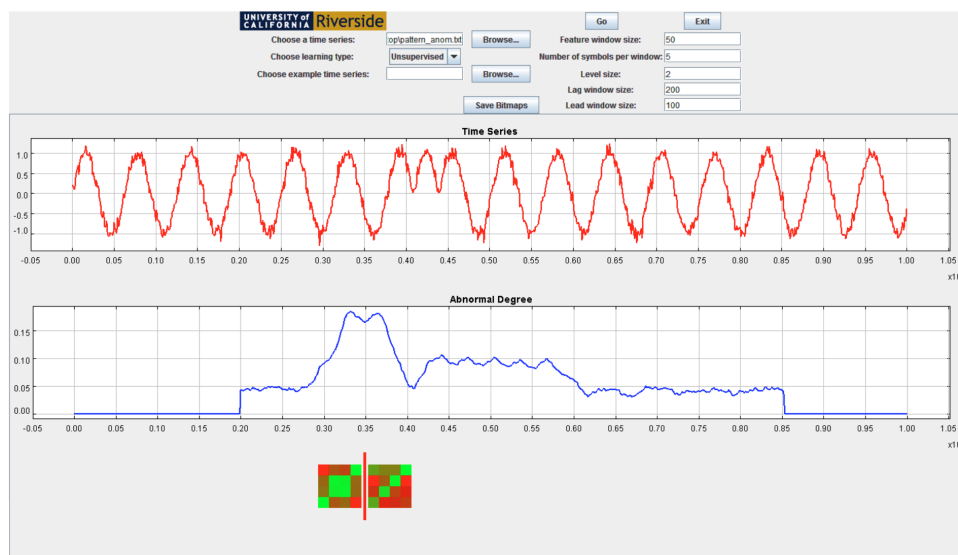 UNIVERSITY of CALIFORNIA Riverside
Go Exit
Choose a time series: op\pattern_anom.txt Browse... Feature window size: 50
Choose learning type: Unsupervised Number of symbols per window: 5
Choose example time series: Browse... Level size: 2
Lag window size: 200
Save Bitmaps Lead window size: 100
Time Series
1.0
0.5
0.0
-0.5
-1.0
-0.05 0.00 0.05 0.10 0.15 0.20 0.25 0.30 0.35 0.40 0.45 0.50 0.55 0.60 0.65 0.70 0.75 0.80 0.85 0.90 0.95 1.00 1.05
x10
Abnormal Degree
0.15
0.10
0.05
0.00
-0.05 0.00 0.05 0.10 0.15 0.20 0.25 0.30 0.35 0.40 0.45 0.50 0.55 0.60 0.65 0.70 0.75 0.80 0.85 0.90 0.95 1.00 1.05
x10